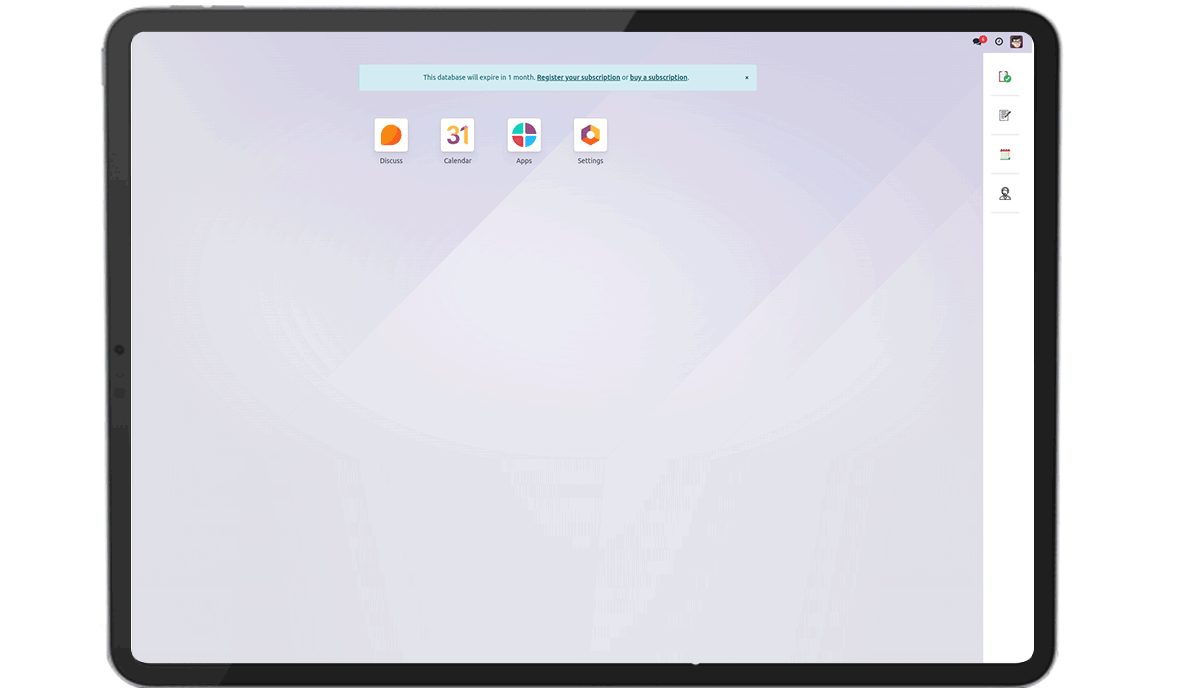 This database will expire in 1 month. Register your subscription or buy a subscription. ×
31
Discuss Calendar Apps Settings